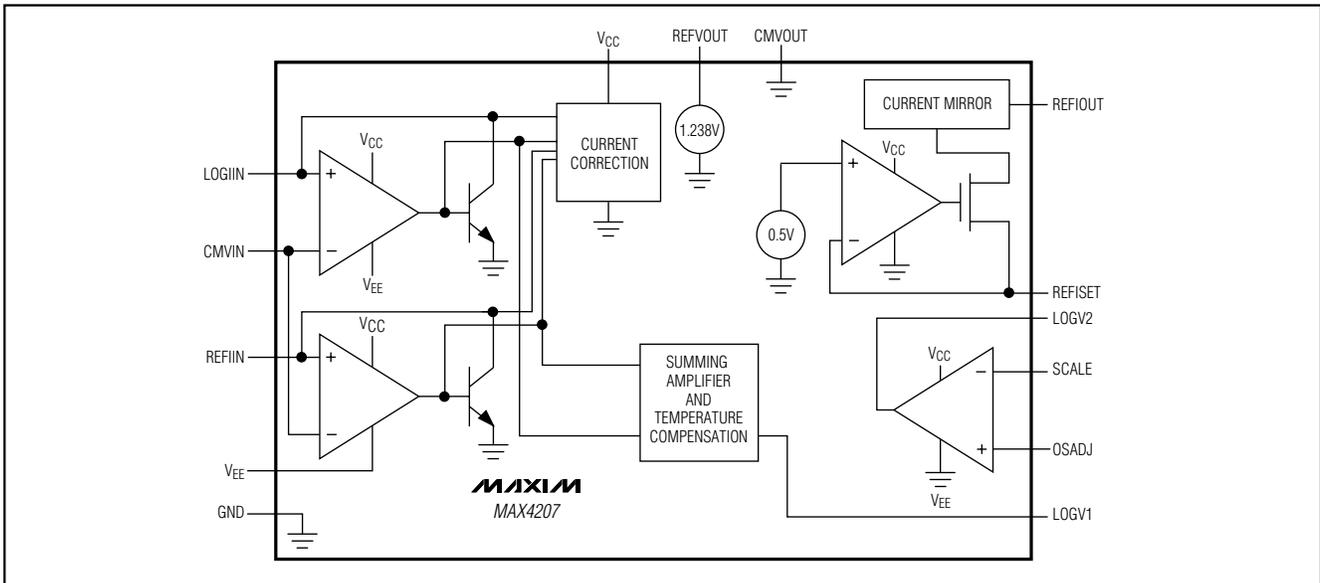 VCC
REFVOUT
CMVOUT
CURRENT MIRROR
REFIOUT
1.238V
CURRENT
CORRECTION
VCC
LOGIIN
+
CMVIN
−
VEE
VCC
+
0.5V
−
REFISET
VCC
REFIIN
+
−
VEE
SUMMING
AMPLIFIER
AND
TEMPERATURE
COMPENSATION
LOGV2
VCC
−
SCALE
+
OSADJ
VEE
LOGV1
MAXIM
MAX4207
GND